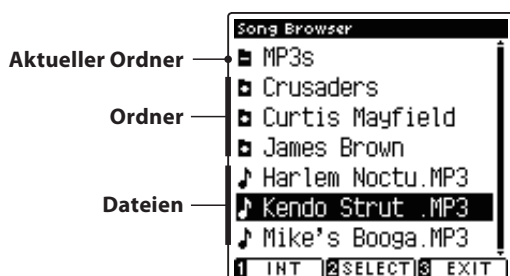 Song Browser
Aktueller Ordner
MP3s
Crusaders
Ordner
Curtis Mayfield
James Brown
Harlem Noctu.MP3
Dateien
Kendo Strut .MP3
Mike's Booga.MP3
1 INT 2 SELECT 3 EXIT